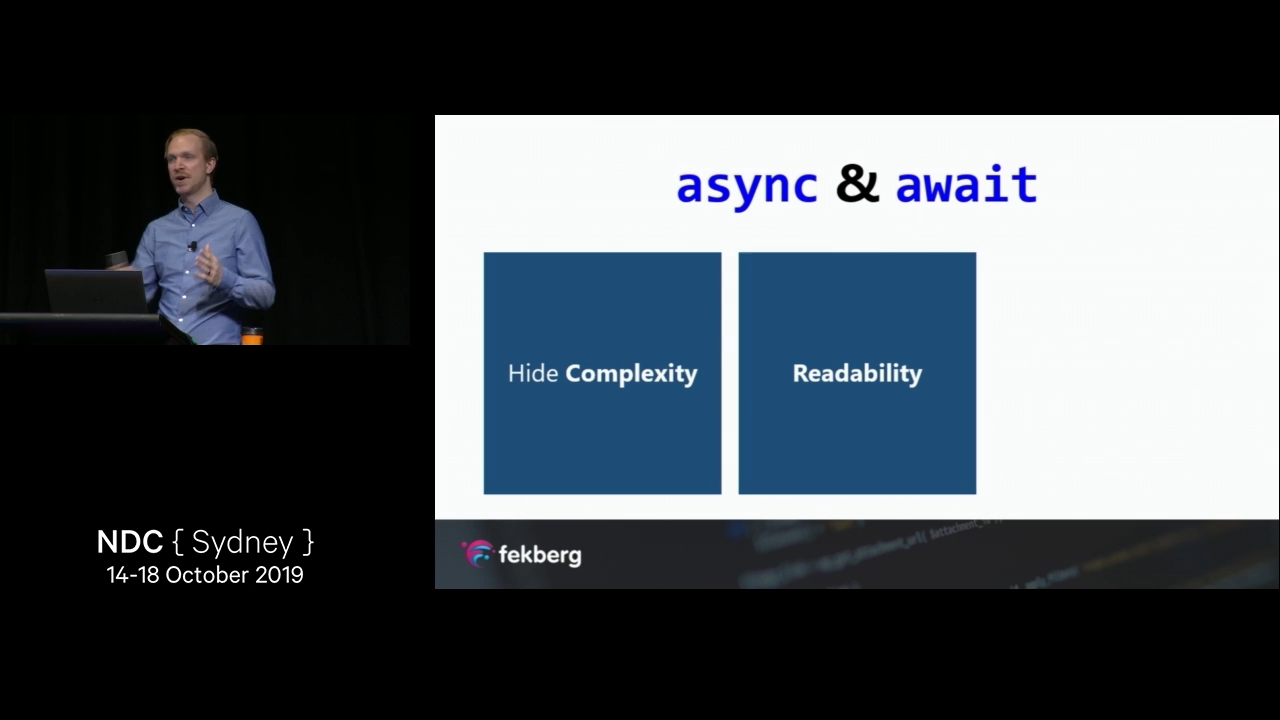 async & await
Hide Complexity
Readability
fekberg
NDC { Sydney }
14-18 October 2019